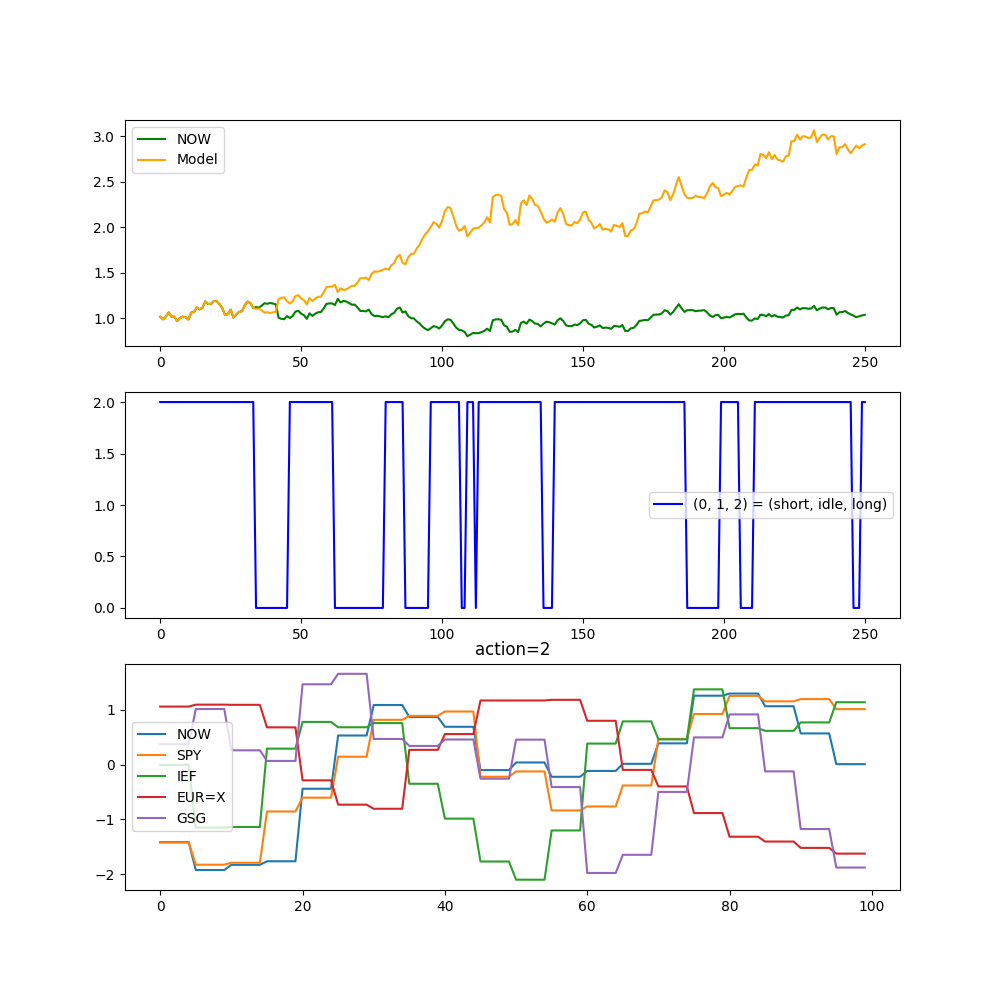 3.0
2.5
2.0
1.5
1.0
NOW
Model
0 50 100 150 200 250
2.0
1.5
1.0
0.5
0.0
(0, 1, 2) = (short, idle, long)
0 50 100 150 200 250
action=2
1
0
−1
−2
NOW
SPY
IEF
EUR=X
GSG
0 20 40 60 80 100